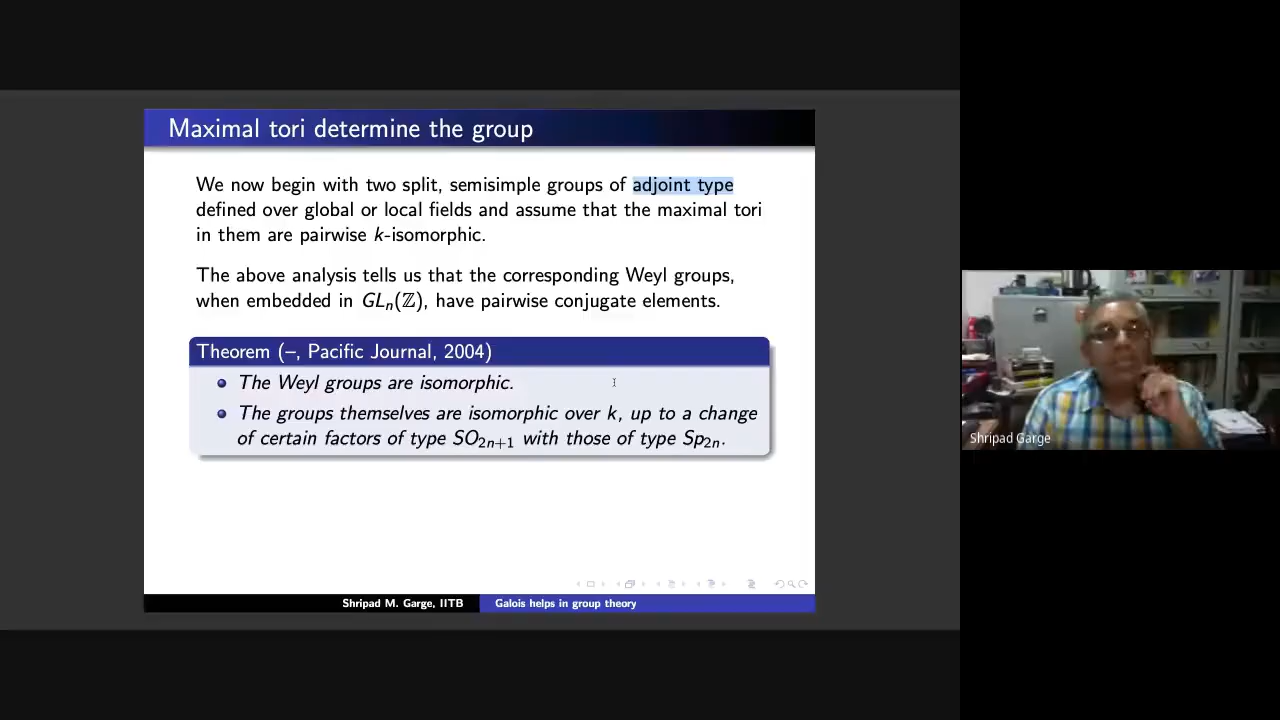 Maximal tori determine the group
We now begin with two split, semisimple groups of adjoint type
defined over global or local fields and assume that the maximal tori
in them are pairwise k-isomorphic.
The above analysis tells us that the corresponding Weyl groups,
when embedded in GLₙ(ℤ), have pairwise conjugate elements.
Theorem (–, Pacific Journal, 2004)
The Weyl groups are isomorphic.
The groups themselves are isomorphic over k, up to a change
of certain factors of type SO₂ₙ₊₁ with those of type Sp₂ₙ.
Shripad M. Garge, IITB
Galois helps in group theory
Shripad Garge